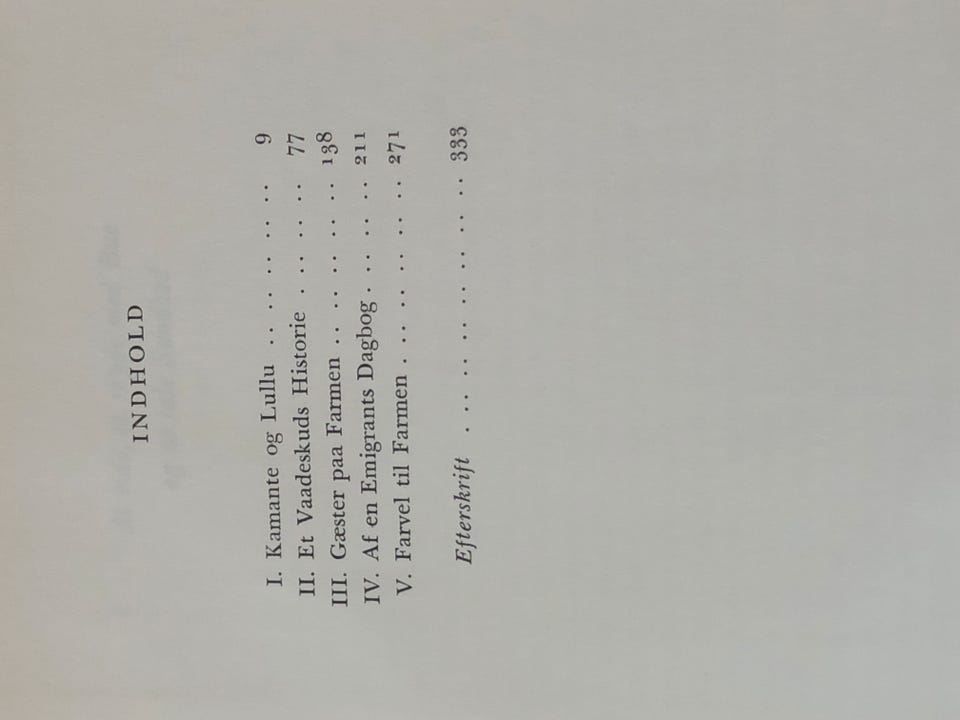 INDHOLD
I. Kamante og Lullu .. .. .. .. .. .. 9
II. Et Vaadeskuds Historie . .. .. .. .. 77
III. Gæster paa Farmen .. .. .. .. .. .. 138
IV. Af en Emigrants Dagbog . .. .. .. .. 211
V. Farvel til Farmen . .. .. .. .. .. .. 271
Efterskrift . .. .. .. .. .. .. .. 333